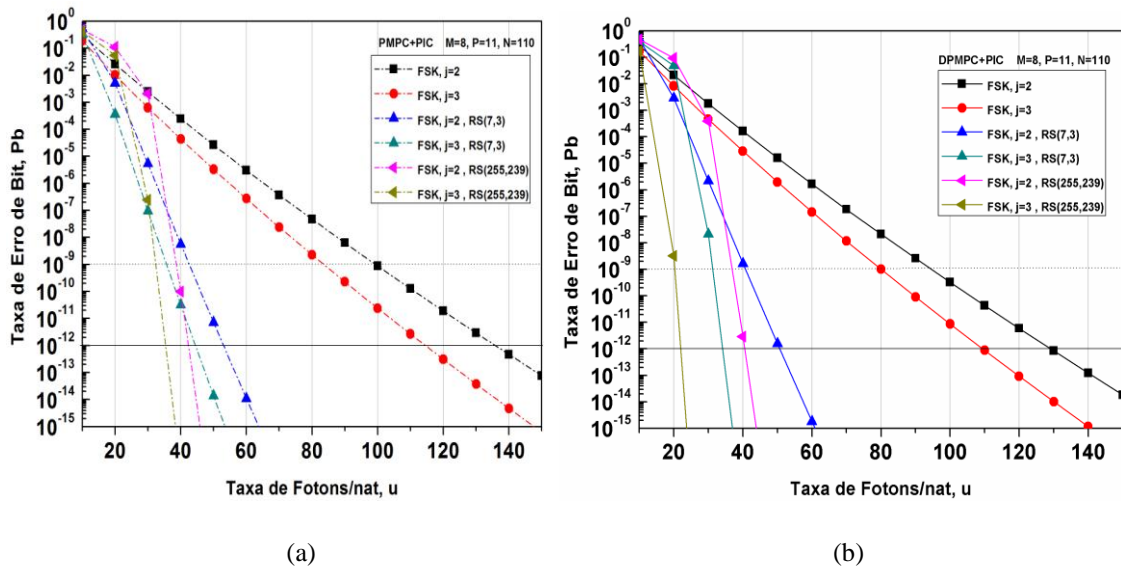 PMPC+PIC M=8, P=11, N=110
FSK, j=2
FSK, j=3
FSK, j=2 , RS(7,3)
FSK, j=3 , RS(7,3)
FSK, j=2 , RS(255,239)
FSK, j=3 , RS(255,239)
Taxa de Erro de Bit, Pb
10^0
10^-1
10^-2
10^-3
10^-4
10^-5
10^-6
10^-7
10^-8
10^-9
10^-10
10^-11
10^-12
10^-13
10^-14
10^-15
20 40 60 80 100 120 140
Taxa de Fotons/nat, u
(a)
DPMPC+PIC M=8, P=11, N=110
FSK, j=2
FSK, j=3
FSK, j=2 , RS(7,3)
FSK, j=3 , RS(7,3)
FSK, j=2 , RS(255,239)
FSK, j=3 , RS(255,239)
Taxa de Erro de Bit, Pb
10^0
10^-1
10^-2
10^-3
10^-4
10^-5
10^-6
10^-7
10^-8
10^-9
10^-10
10^-11
10^-12
10^-13
10^-14
10^-15
20 40 60 80 100 120 140
Taxa de Fotons/nat, u
(b)